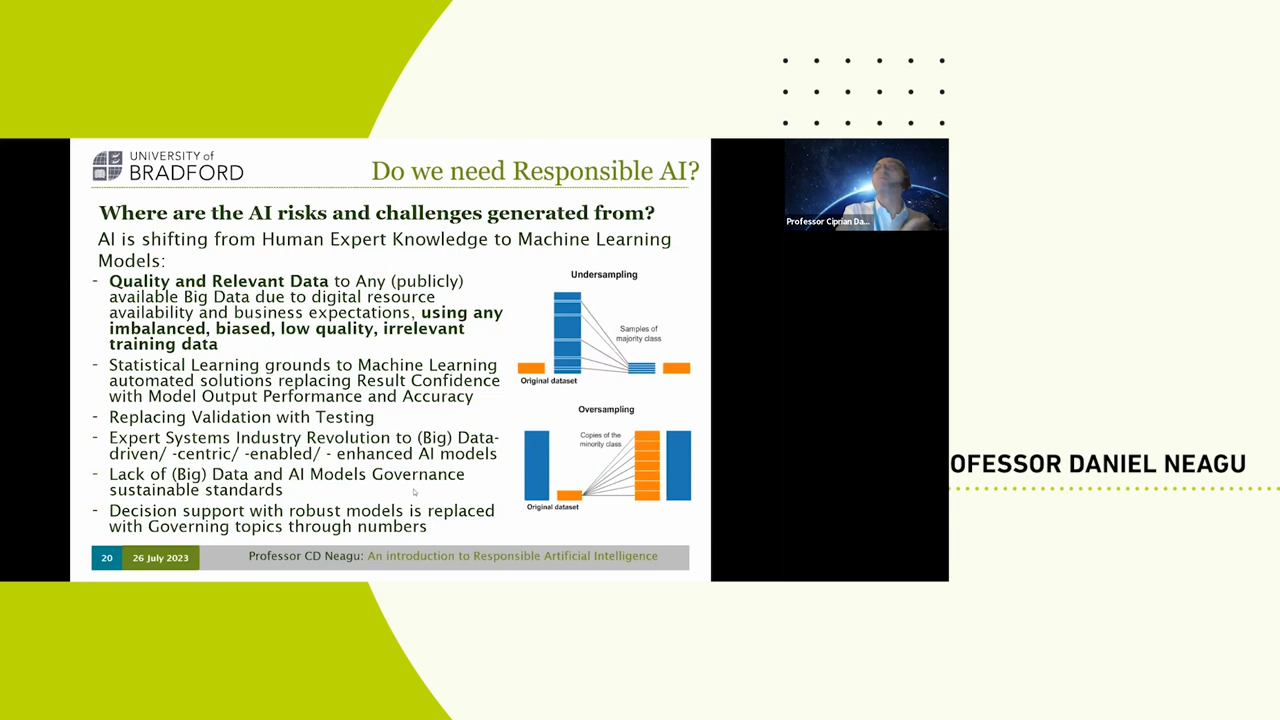 UNIVERSITY of
BRADFORD
Do we need Responsible AI?
Where are the AI risks and challenges generated from?
AI is shifting from Human Expert Knowledge to Machine Learning
Models:
- Quality and Relevant Data to Any (publicly)
available Big Data due to digital resource
availability and business expectations, using any
imbalanced, biased, low quality, irrelevant
training data
- Statistical Learning grounds to Machine Learning
automated solutions replacing Result Confidence
with Model Output Performance and Accuracy
- Replacing Validation with Testing
- Expert Systems Industry Revolution to (Big) Data-
driven/ -centric/ -enabled/ - enhanced AI models
- Lack of (Big) Data and AI Models Governance
sustainable standards
- Decision support with robust models is replaced
with Governing topics through numbers
Undersampling
Samples of
majority class
Original dataset
Oversampling
Copies of the
minority class
Original dataset
20
26 July 2023
Professor CD Neagu: An introduction to Responsible Artificial Intelligence
Professor Ciprian Da...
OFESSOR DANIEL NEAGU